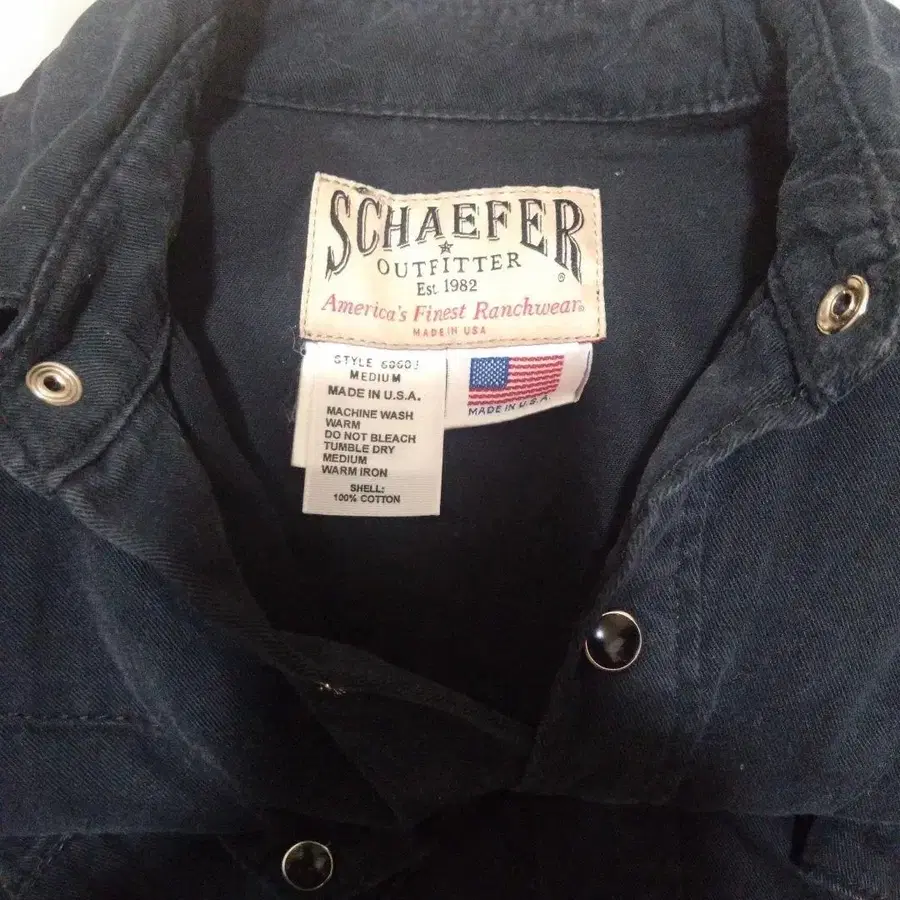 SCHAEFER
OUTFITTER
Est 1982
America's Finest Ranchwear®
MADE IN USA
STYLE
MEDIUM
MADE IN U.S.A.
MACHINE WASH
WARM
DO NOT BLEACH
TUMBLE DRY
MEDIUM
WARM IRON
SHELL:
100% COTTON
MADE IN U.S.A.